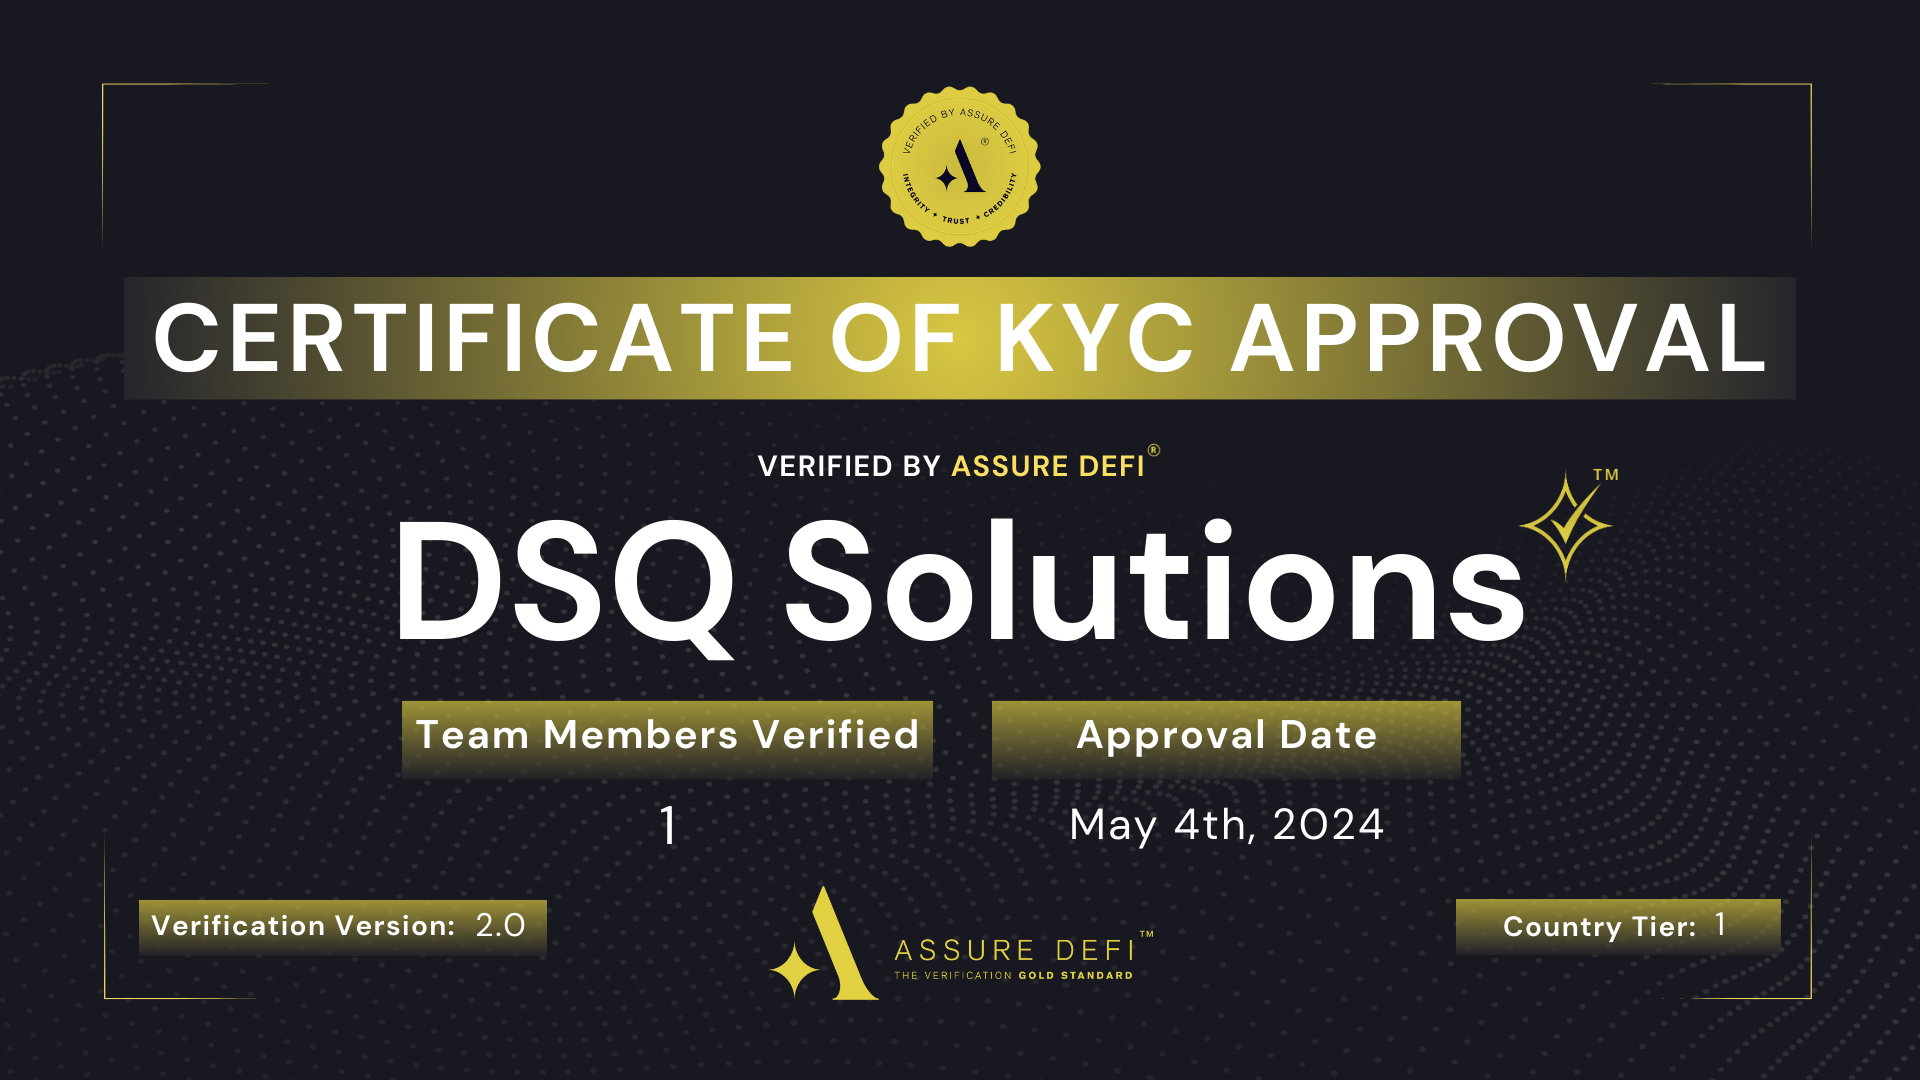 VERIFIED BY ASSURE DEFI
®
INTEGRITY ✦ TRUST ✦ CREDIBILITY
CERTIFICATE OF KYC APPROVAL
VERIFIED BY ASSURE DEFI®
DSQ Solutions™
Team Members Verified
1
Approval Date
May 4th, 2024
Verification Version: 2.0
ASSURE DEFI™
THE VERIFICATION GOLD STANDARD
Country Tier: 1